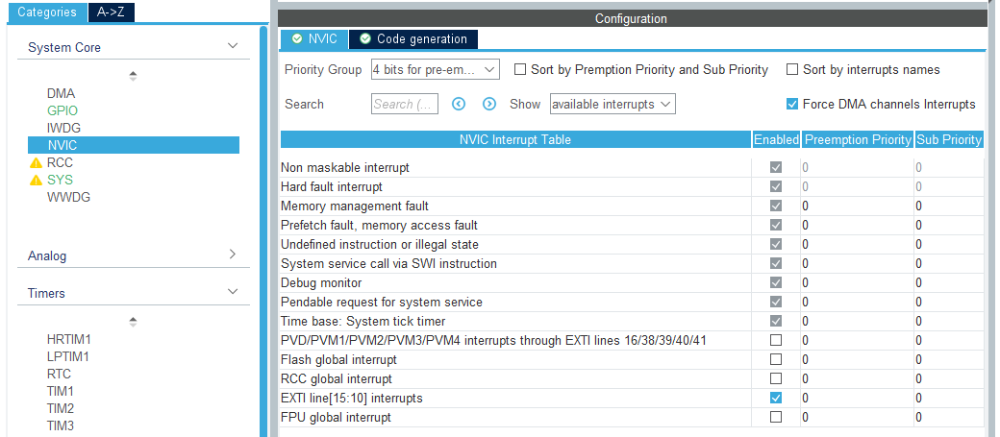 Categories A->Z
System Core
DMA
GPIO
IWDG
NVIC
RCC
SYS
WWDG
Analog
Timers
HRTIM1
LPTIM1
RTC
TIM1
TIM2
TIM3
Configuration
NVIC Code generation
Priority Group 4 bits for pre-em... Sort by Premption Priority and Sub Priority Sort by interrupts names
Search Search (... Show available interrupts Force DMA channels Interrupts
NVIC Interrupt Table Enabled Preemption Priority Sub Priority
Non maskable interrupt 0 0
Hard fault interrupt 0 0
Memory management fault 0 0
Prefetch fault, memory access fault 0 0
Undefined instruction or illegal state 0 0
System service call via SWI instruction 0 0
Debug monitor 0 0
Pendable request for system service 0 0
Time base: System tick timer 0 0
PVD/PVM1/PVM2/PVM3/PVM4 interrupts through EXTI lines 16/38/39/40/41 0 0
Flash global interrupt 0 0
RCC global interrupt 0 0
EXTI line[15:10] interrupts 0 0
FPU global interrupt 0 0